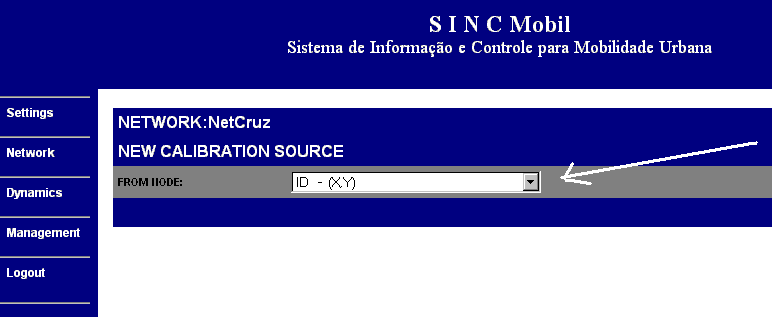 S I N C Mobil
Sistema de Informação e Controle para Mobilidade Urbana
Settings
Network
Dynamics
Management
Logout
NETWORK:NetCruz
NEW CALIBRATION SOURCE
FROM NODE:
ID - (X,Y)